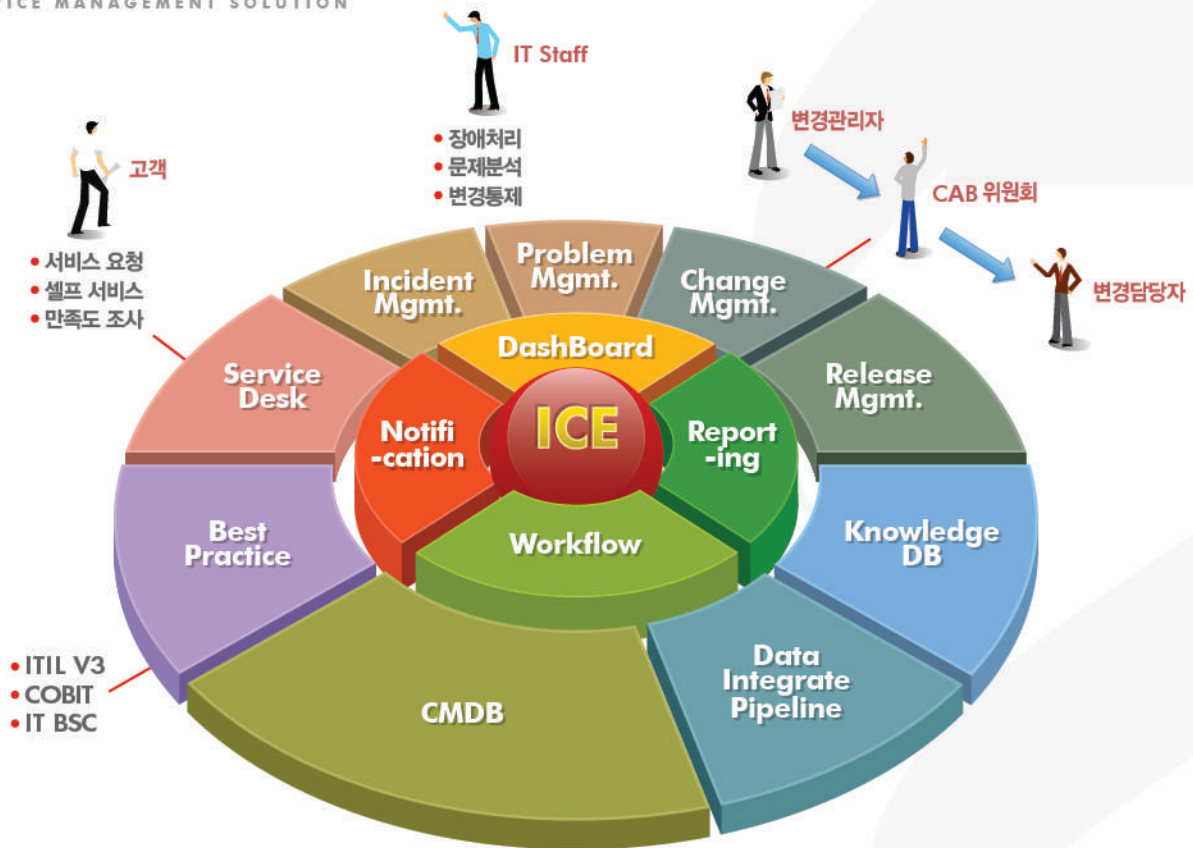 MANAGEMENT SOLUTION
IT Staff
• 장애처리
• 문제분석
• 변경통제
변경관리자
CAB 위원회
변경담당자
고객
• 서비스 요청
• 셀프 서비스
• 만족도 조사
Incident
Mgmt.
Problem
Mgmt.
Change
Mgmt.
Service
Desk
DashBoard
Release
Mgmt.
ICE
Notifi
-cation
Report
-ing
Best
Practice
Workflow
Knowledge
DB
• ITIL V3
• COBIT
• IT BSC
CMDB
Data
Integrate
Pipeline